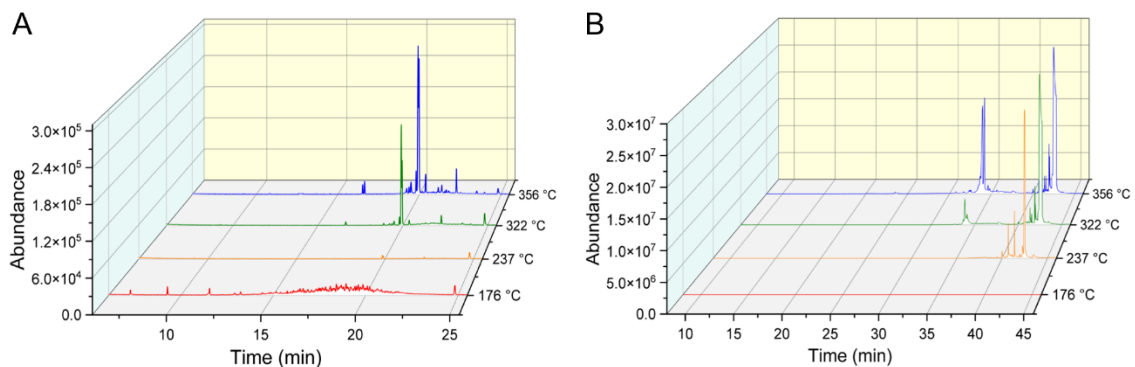 A
3.0×10⁵
2.4×10⁵
1.8×10⁵
1.2×10⁵
6.0×10⁴
0.0
Abundance
10
15
20
25
Time (min)
356 °C
322 °C
237 °C
176 °C
B
3.0×10⁷
2.5×10⁷
2.0×10⁷
1.5×10⁷
1.0×10⁷
5.0×10⁶
0.0
Abundance
10
15
20
25
30
35
40
45
Time (min)
356 °C
322 °C
237 °C
176 °C